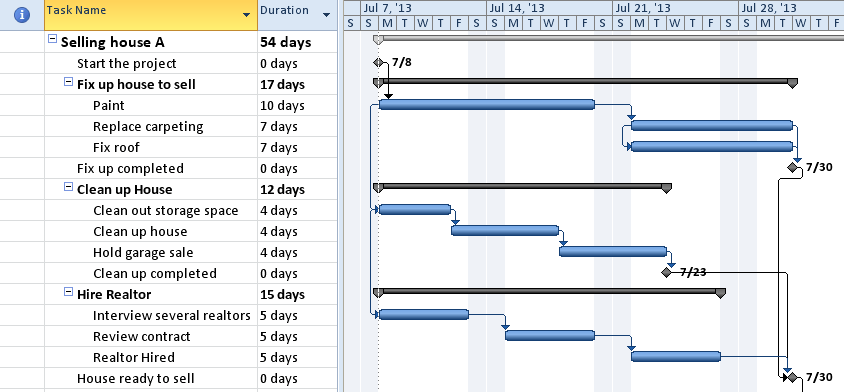 Task Name Duration Jul 7, '13 Jul 14, '13 Jul 21, '13 Jul 28, '13
S S M T W T F S S M T W T F S S M T W T F S S M T W T F
Selling house A 54 days
Start the project 0 days 7/8
Fix up house to sell 17 days
Paint 10 days
Replace carpeting 7 days
Fix roof 7 days
Fix up completed 0 days 7/30
Clean up House 12 days
Clean out storage space 4 days
Clean up house 4 days
Hold garage sale 4 days
Clean up completed 0 days 7/23
Hire Realtor 15 days
Interview several realtors 5 days
Review contract 5 days
Realtor Hired 5 days
House ready to sell 0 days 7/30